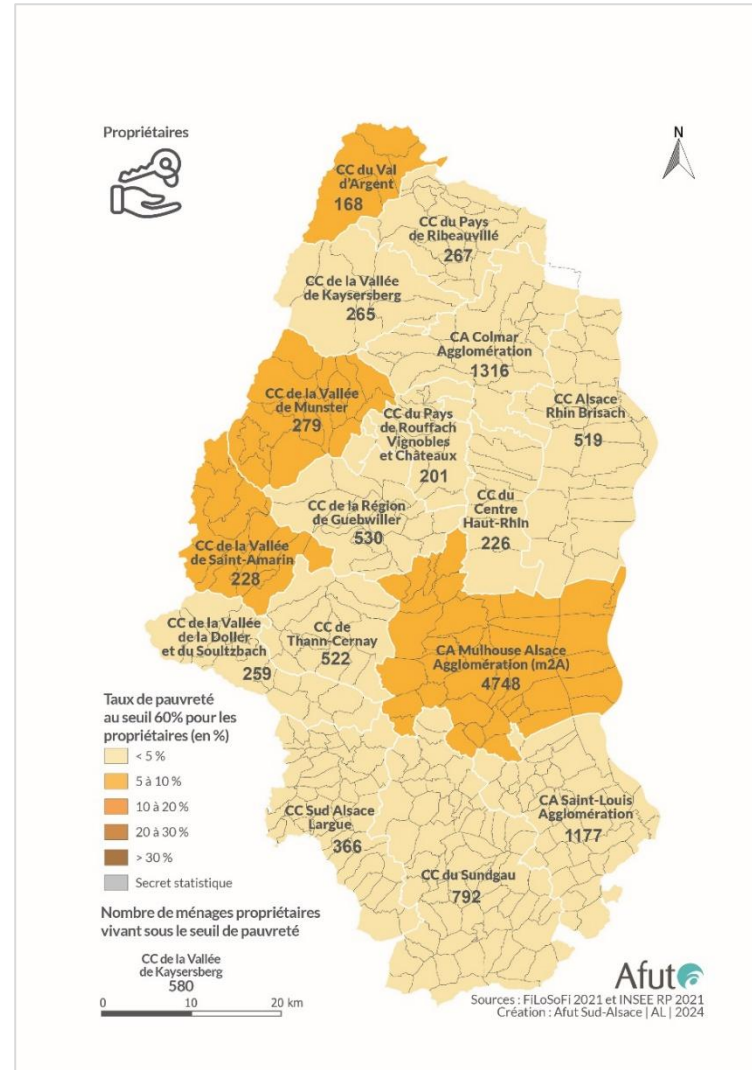 Propriétaires
N
CC du Val
d'Argent
168
CC du Pays
de Ribeauvillé
267
CC de la Vallée
de Kaysersberg
265
CA Colmar
Agglomération
1316
CC de la Vallée
de Munster
279
CC du Pays
de Rouffach
Vignobles
et Châteaux
201
CC Alsace
Rhin Brisach
519
CC de la Région
de Guebwiller
530
CC du
Centre
Haut-Rhin
226
CC de la Vallée
de Saint-Amarin
228
CC de la Vallée
de la Doller
et du Soultzbach
259
CC de
Thann-Cernay
522
CA Mulhouse Alsace
Agglomération (m2A)
4748
CC Sud Alsace
Largue
366
CC du Sundgau
792
CA Saint-Louis
Agglomération
1177
Taux de pauvreté
au seuil 60% pour les
propriétaires (en %)
< 5 %
5 à 10 %
10 à 20 %
20 à 30 %
> 30 %
Secret statistique
Nombre de ménages propriétaires
vivant sous le seuil de pauvreté
CC de la Vallée
de Kaysersberg
580
0 10 20 km
Afut
Sources : FiLoSoFi 2021 et INSEE RP 2021
Création : Afut Sud-Alsace | AL | 2024